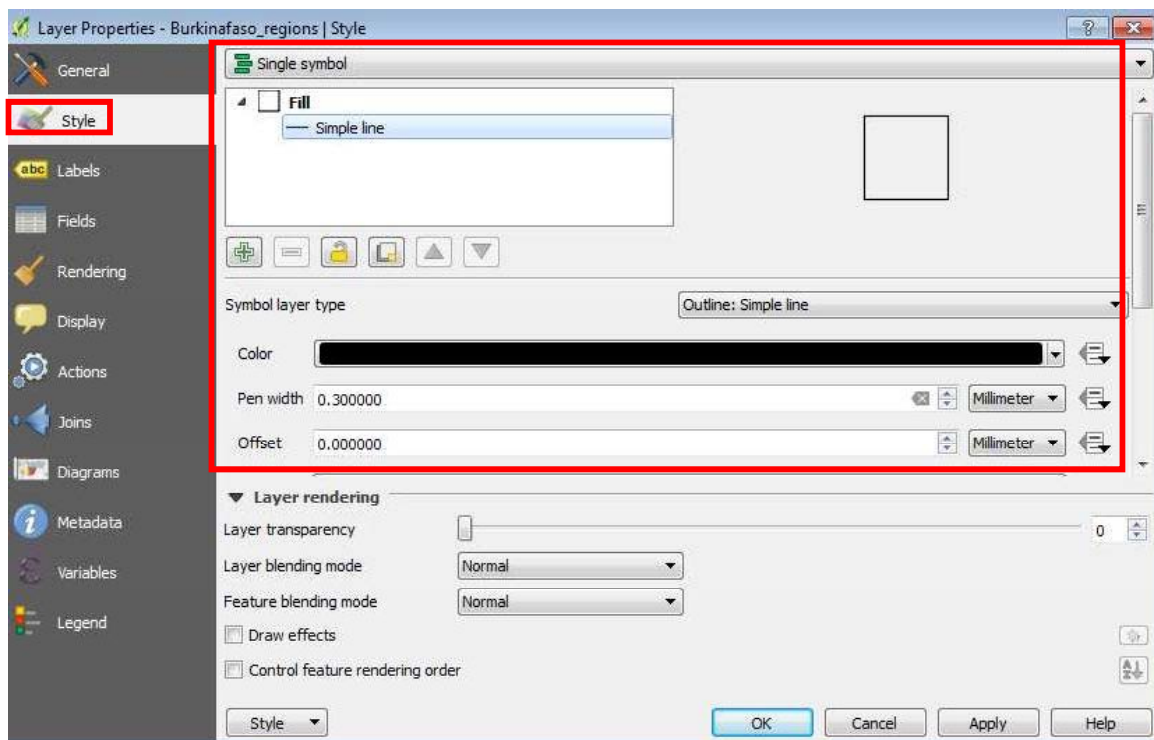 Layer Properties - Burkinafaso_regions | Style
General
Style
abc Labels
Fields
Rendering
Display
Actions
Joins
Diagrams
Metadata
Variables
Legend
Single symbol
Fill
Simple line
Symbol layer type Outline: Simple line
Color
Pen width 0.300000 Millimeter
Offset 0.000000 Millimeter
Layer rendering
Layer transparency 0
Layer blending mode Normal
Feature blending mode Normal
Draw effects
Control feature rendering order
Style OK Cancel Apply Help